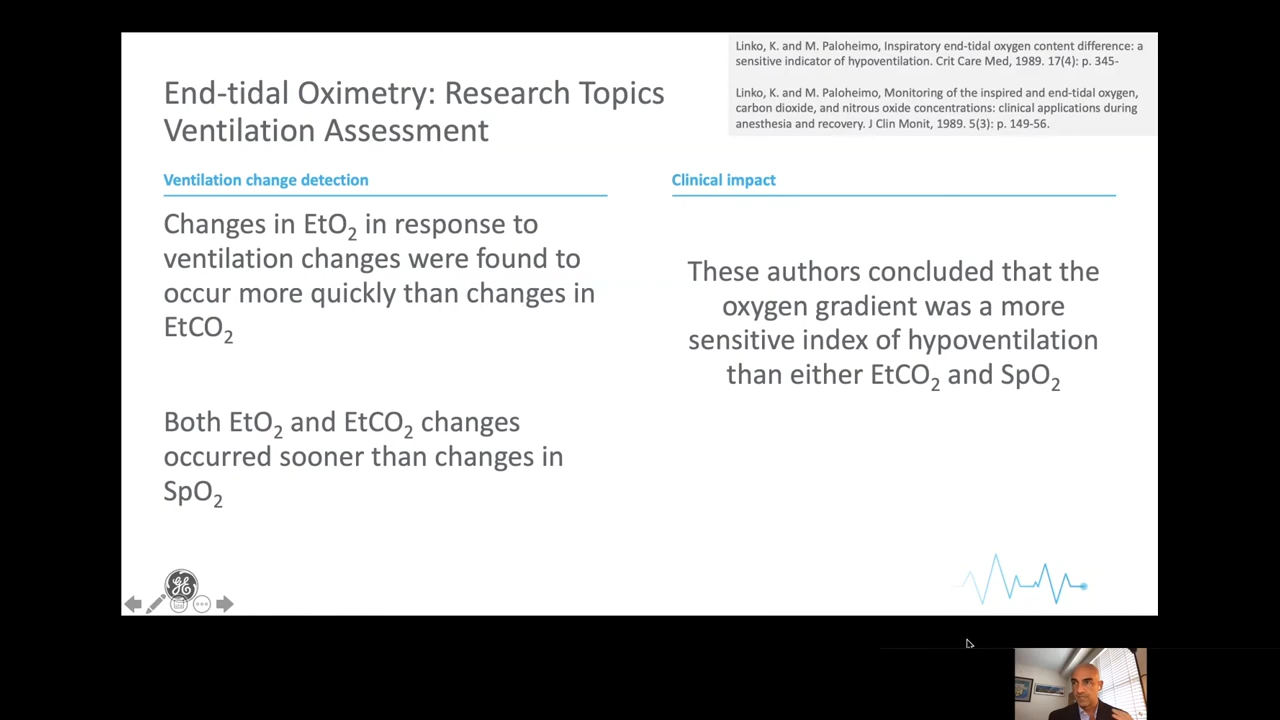 End-tidal Oximetry: Research Topics
Ventilation Assessment
Linko, K. and M. Paloheimo, Inspiratory end-tidal oxygen content difference: a
sensitive indicator of hypoventilation. Crit Care Med, 1989. 17(4): p. 345-
Linko, K. and M. Paloheimo, Monitoring of the inspired and end-tidal oxygen,
carbon dioxide, and nitrous oxide concentrations: clinical applications during
anesthesia and recovery. J Clin Monit, 1989. 5(3): p. 149-56.
Ventilation change detection
Changes in EtO₂ in response to
ventilation changes were found to
occur more quickly than changes in
EtCO₂
Both EtO₂ and EtCO₂ changes
occurred sooner than changes in
SpO₂
Clinical impact
These authors concluded that the
oxygen gradient was a more
sensitive index of hypoventilation
than either EtCO₂ and SpO₂
GE